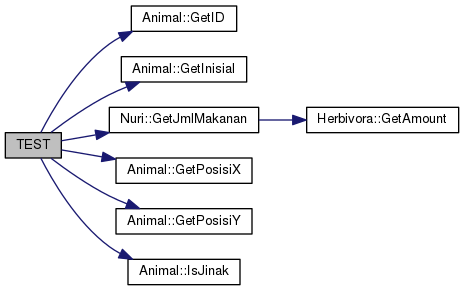 Animal::GetID
Animal::GetInisial
Nuri::GetJmlMakanan
Herbivora::GetAmount
TEST
Animal::GetPosisiX
Animal::GetPosisiY
Animal::IsJinak